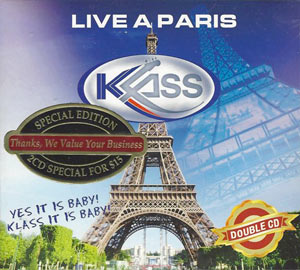 LIVE A PARIS
KLASS
SPECIAL EDITION
Thanks, We Value Your Business
2CD SPECIAL FOR $15
YES IT IS BABY!
KLASS IT IS BABY!
DOUBLE CD